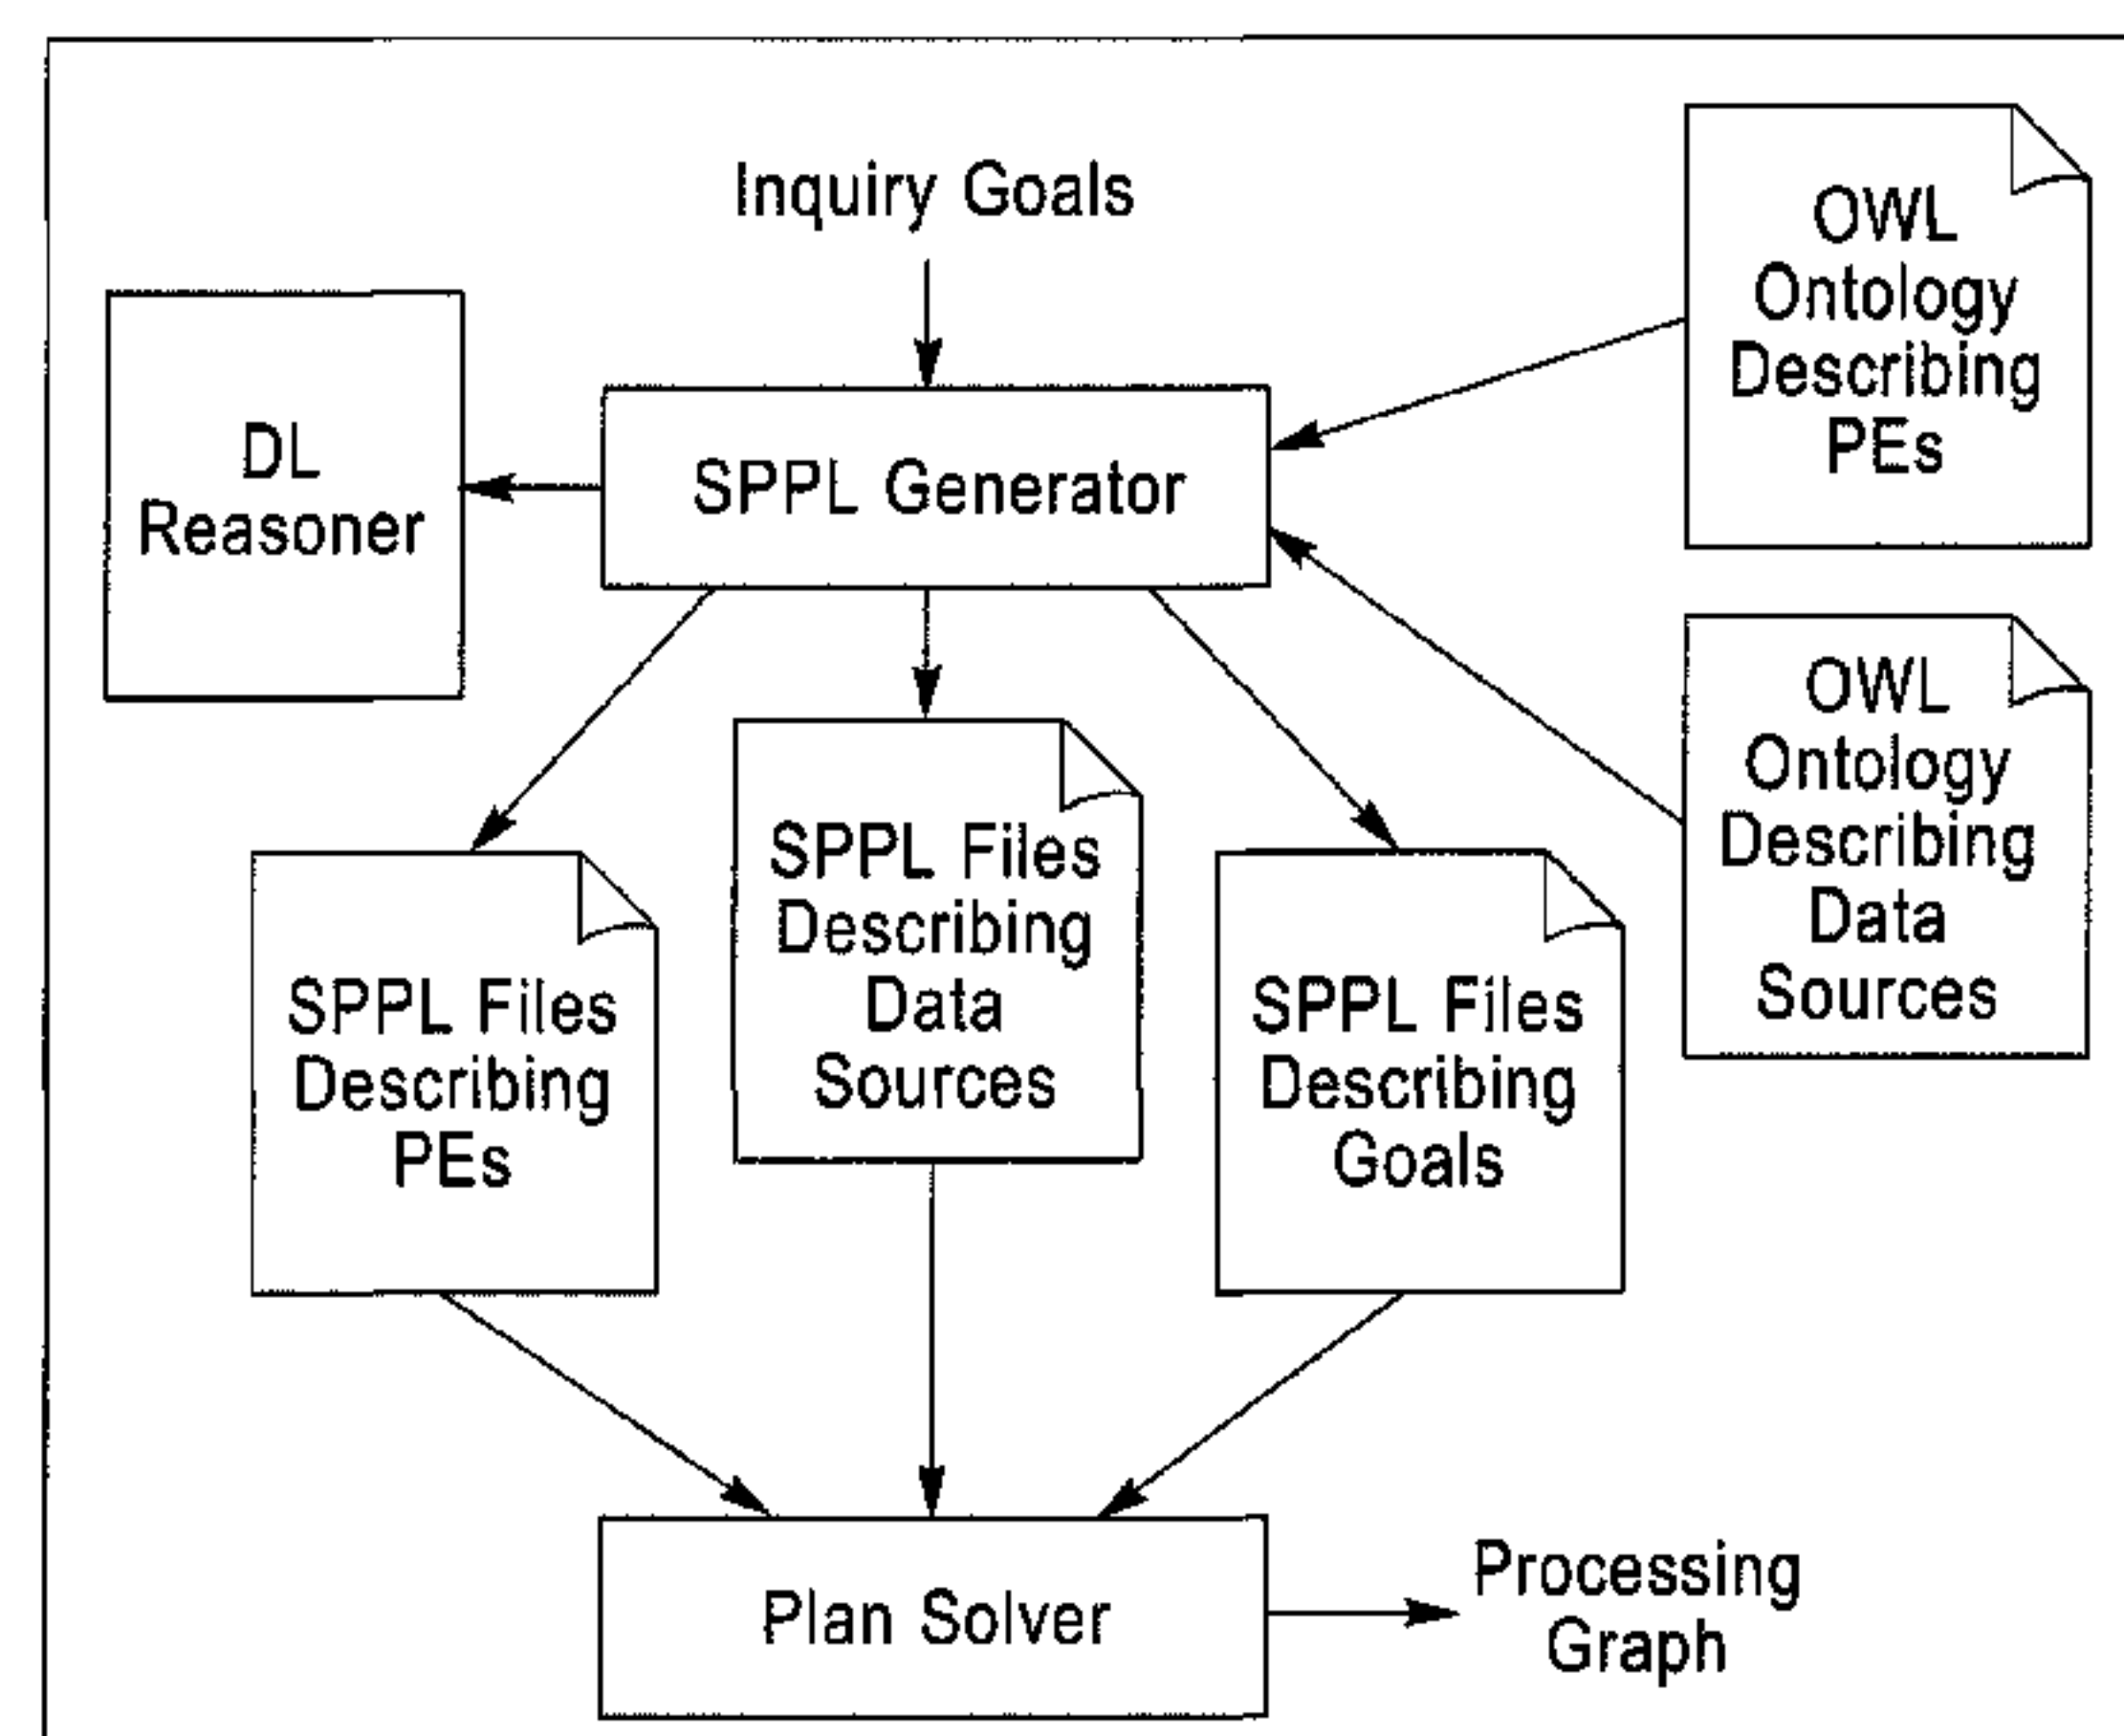 Inquiry Goals
OWL
Ontology
Describing
PEs
DL
Reasoner
SPPL Generator
OWL
Ontology
Describing
Data
Sources
SPPL Files
Describing
PEs
SPPL Files
Describing
Data
Sources
SPPL Files
Describing
Goals
Plan Solver
Processing
Graph